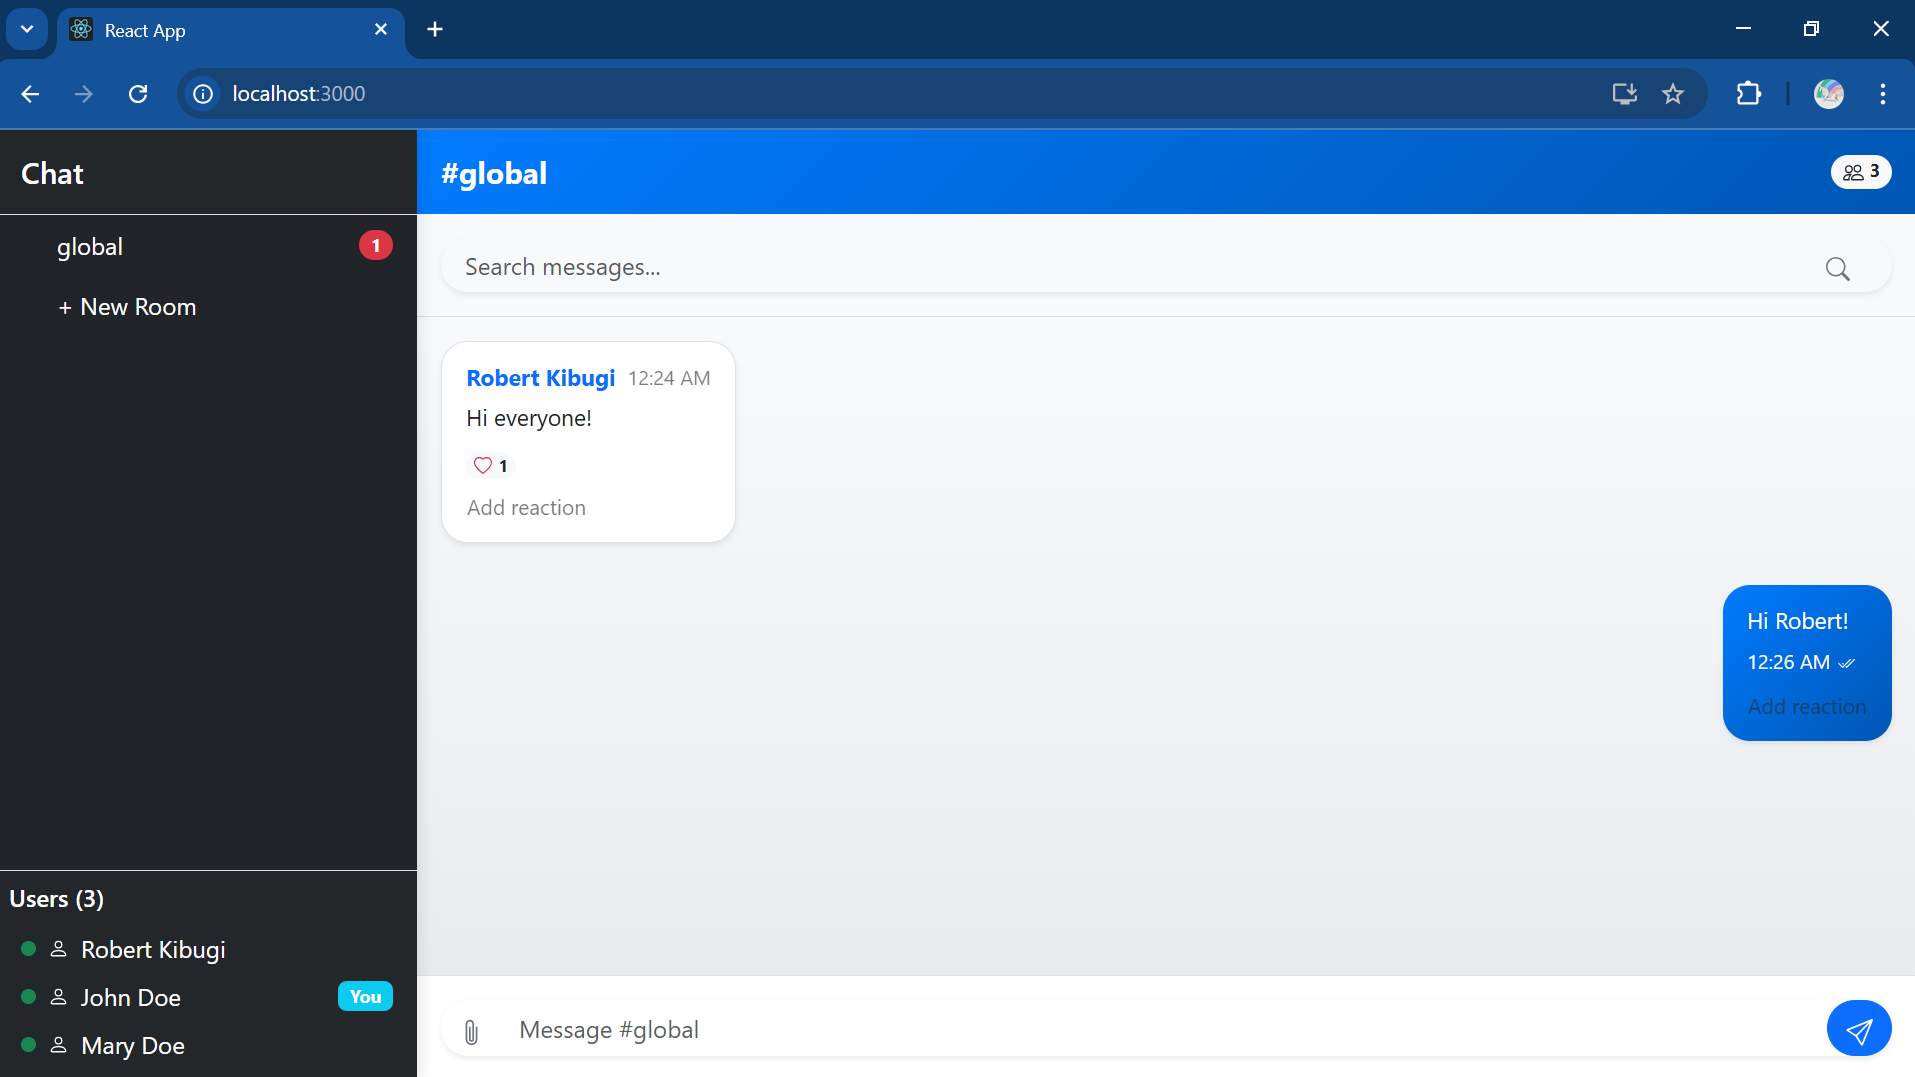 React App
localhost:3000
Chat
global 1
+ New Room
Users (3)
Robert Kibugi
John Doe You
Mary Doe
#global
3
Search messages...
Robert Kibugi 12:24 AM
Hi everyone!
1
Add reaction
Hi Robert!
12:26 AM
Add reaction
Message #global